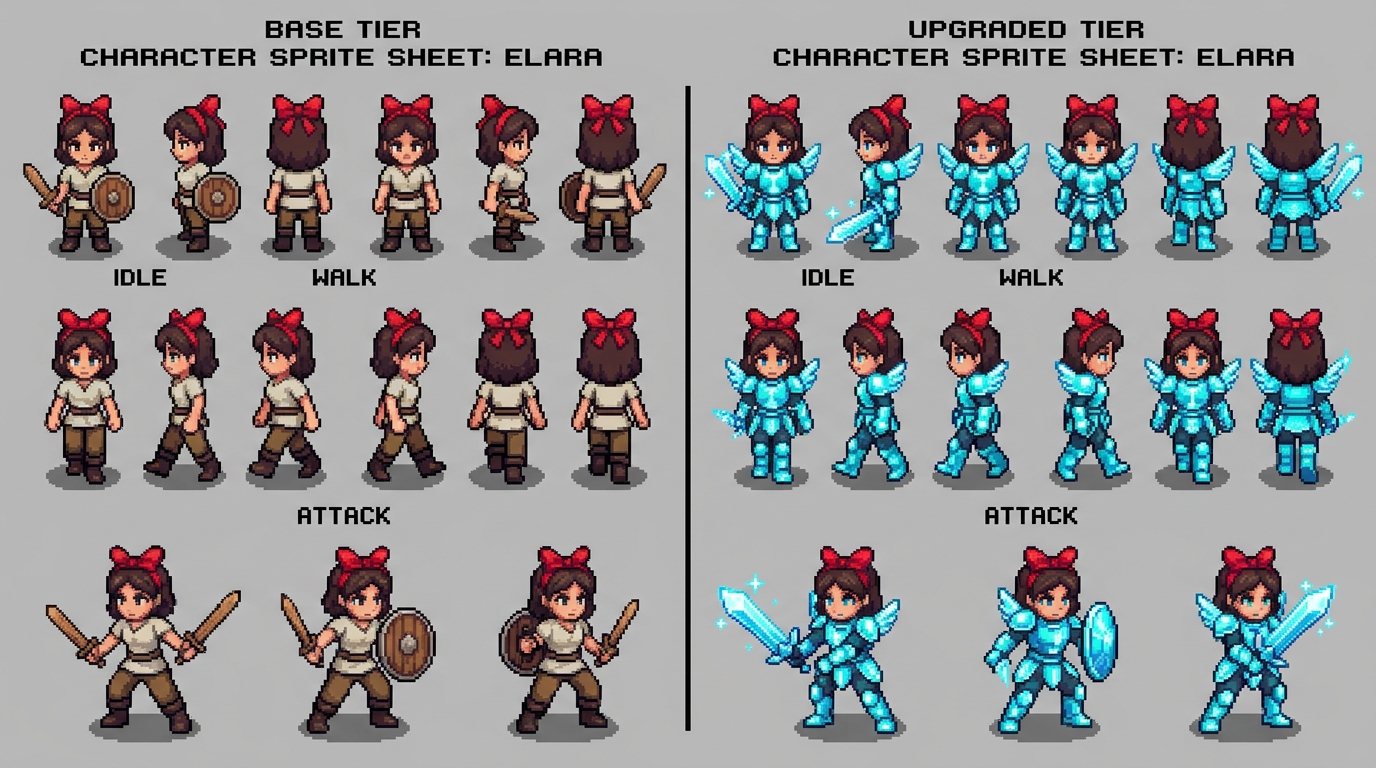 BASE TIER
CHARACTER SPRITE SHEET: ELARA
IDLE
WALK
ATTACK
UPGRADED TIER
CHARACTER SPRITE SHEET: ELARA
IDLE
WALK
ATTACK